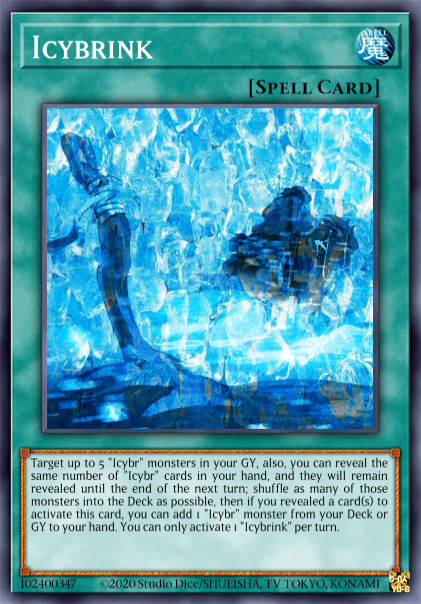 Icybrink
SPELL
魔
[Spell Card]
Target up to 5 "Icybr" monsters in your GY, also, you can reveal the
same number of "Icybr" cards in your hand, and they will remain
revealed until the end of the next turn; shuffle as many of those
monsters into the Deck as possible, then if you revealed a card(s) to
activate this card, you can add 1 "Icybr" monster from your Deck or
GY to your hand. You can only activate 1 "Icybrink" per turn.
102400347 ©2020 Studio Dice/SHUEISHA, TV TOKYO, KONAMI